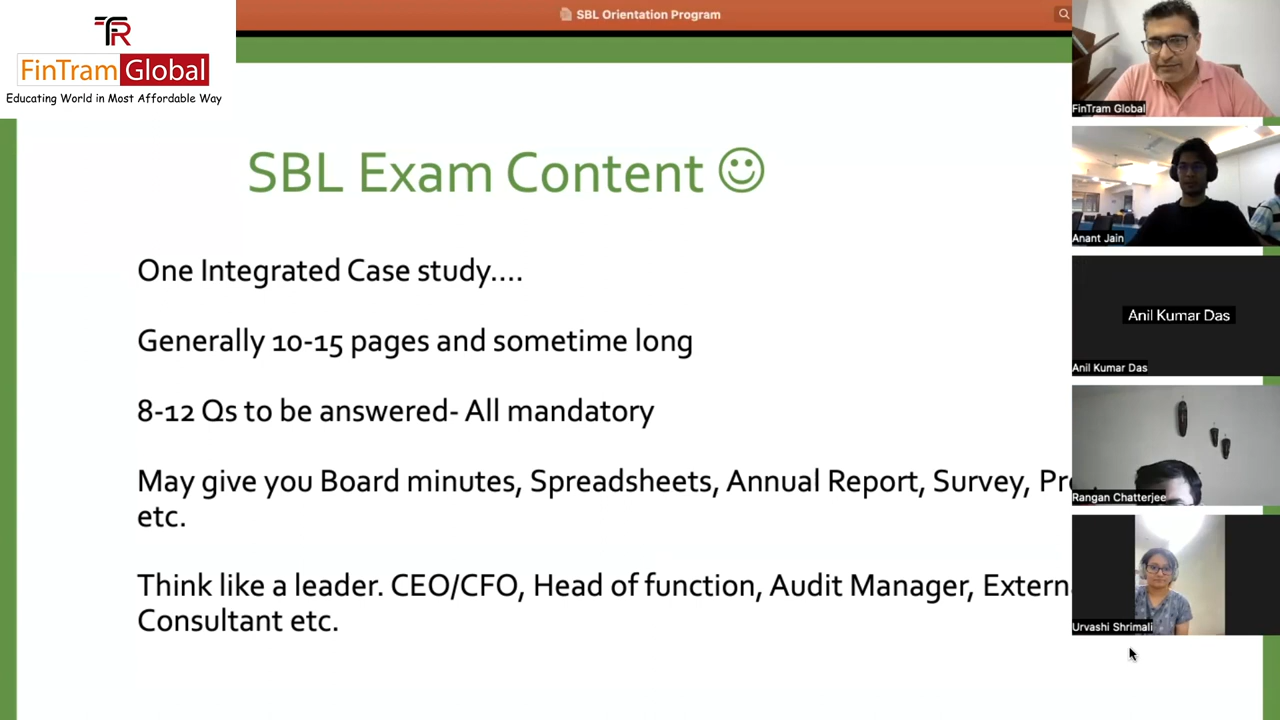 SBL Orientation Program
TR
FinTram Global
Educating World in Most Affordable Way
SBL Exam Content
One Integrated Case study....
Generally 10-15 pages and sometime long
8-12 Qs to be answered- All mandatory
May give you Board minutes, Spreadsheets, Annual Report, Survey,
etc.
Think like a leader. CEO/CFO, Head of function, Audit Manager,
Consultant etc.
FinTram Global
Anant Jain
Anil Kumar Das
Anil Kumar Das
Rangan Chatterjee
Urvashi Shrimali